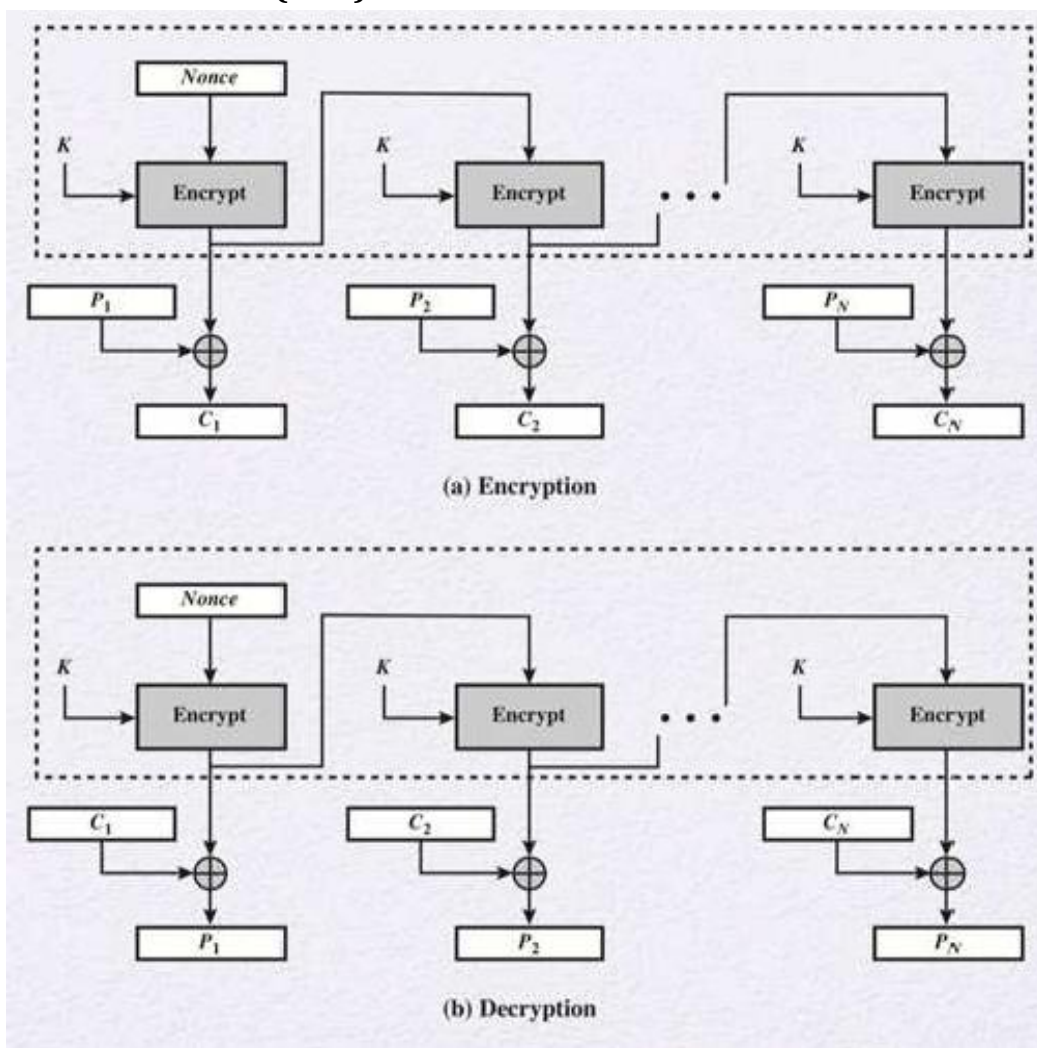 Nonce
K K K
Encrypt Encrypt Encrypt
P1 P2 PN
C1 C2 CN
(a) Encryption
Nonce
K K K
Encrypt Encrypt Encrypt
C1 C2 CN
P1 P2 PN
(b) Decryption